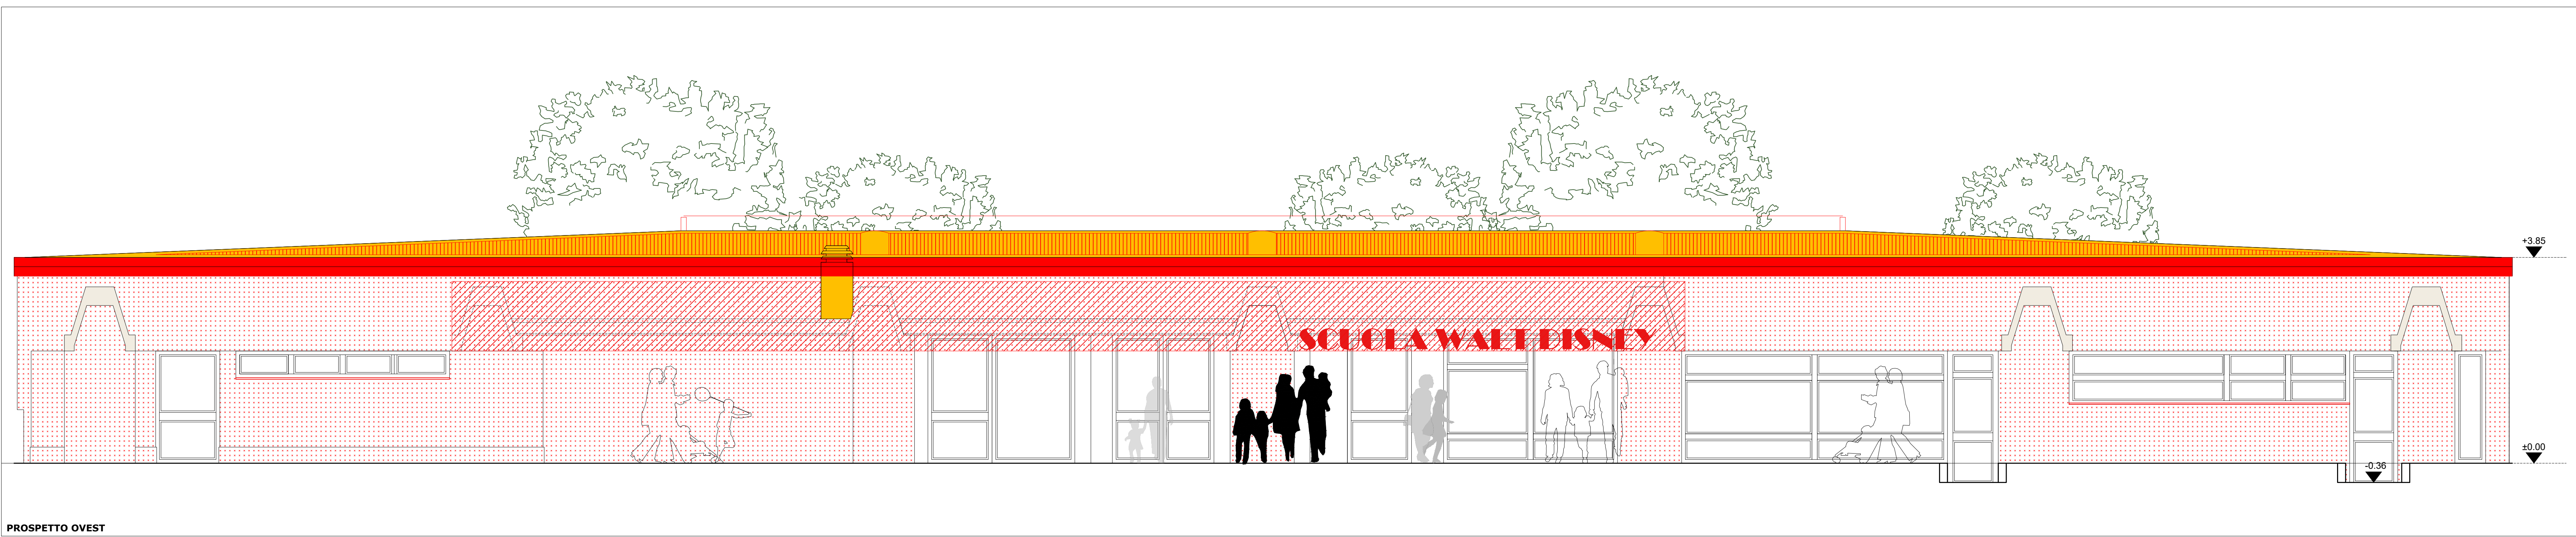 +3.85
SCUOLA WALT DISNEY
±0.00
-0.36
PROSPETTO OVEST